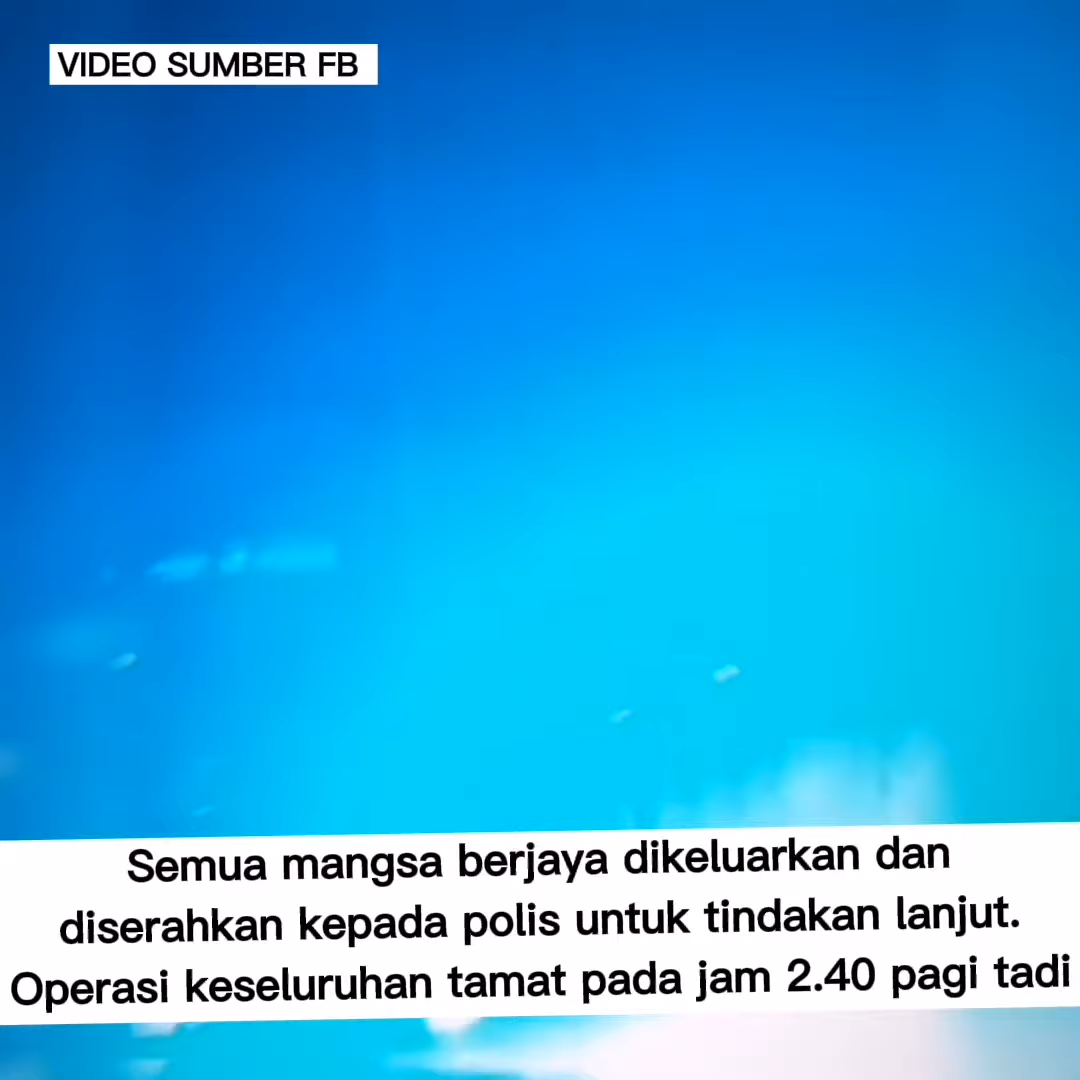 VIDEO SUMBER FB
Semua mangsa berjaya dikeluarkan dan
diserahkan kepada polis untuk tindakan lanjut.
Operasi keseluruhan tamat pada jam 2.40 pagi tadi